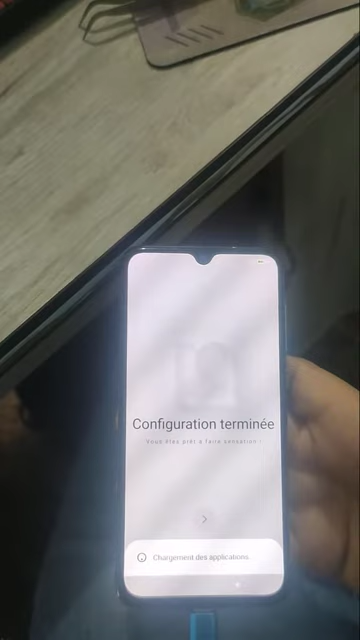 Configuration terminée
Vous êtes prêt à faire sensation !
Chargement des applications.